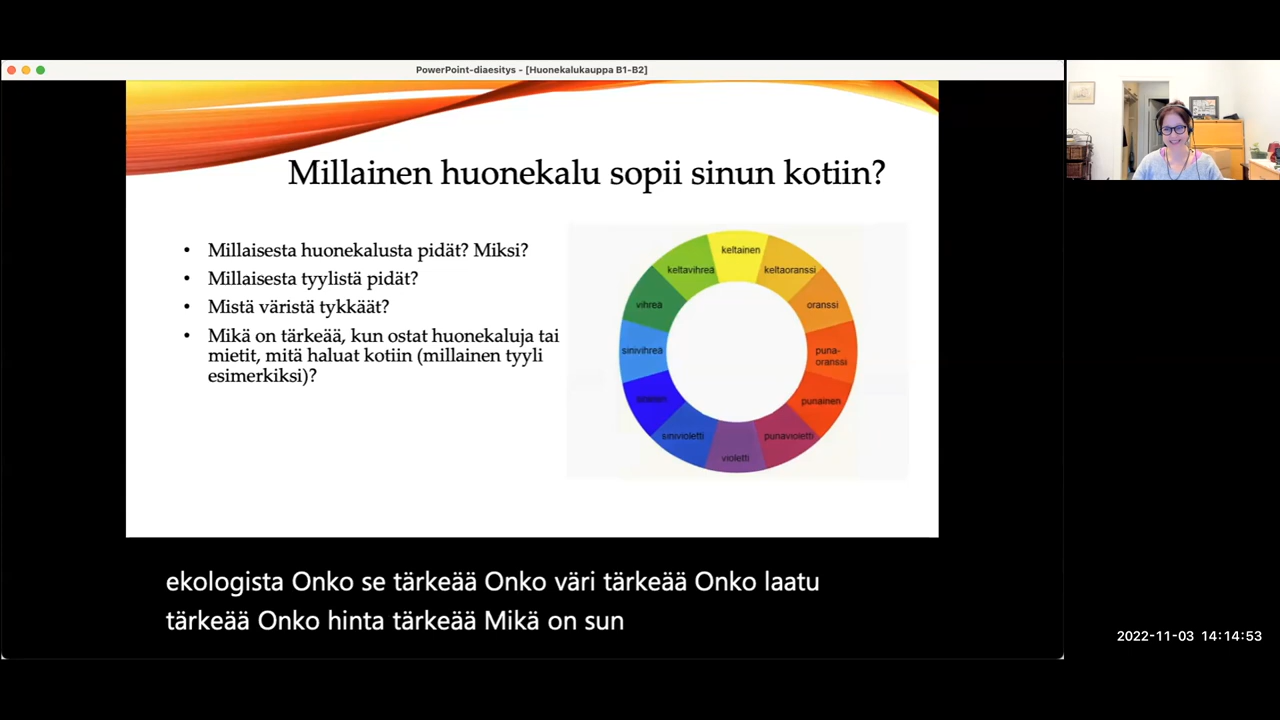 PowerPoint-diaesitys - [Huonekalukauppa B1-B2]
Millainen huonekalu sopii sinun kotiin?
• Millaisesta huonekalusta pidät? Miksi?
• Millaisesta tyylistä pidät?
• Mistä väristä tykkäät?
• Mikä on tärkeää, kun ostat huonekaluja tai
mietit, mitä haluat kotiin (millainen tyyli
esimerkiksi)?
keltainen
keltaoranssi
oranssi
puna-
oranssi
punainen
punavioletti
violetti
sinivioletti
sinivihreä
vihreä
keltavihreä
ekologista Onko se tärkeää Onko väri tärkeää Onko laatu
tärkeää Onko hinta tärkeää Mikä on sun
2022-11-03 14:14:53